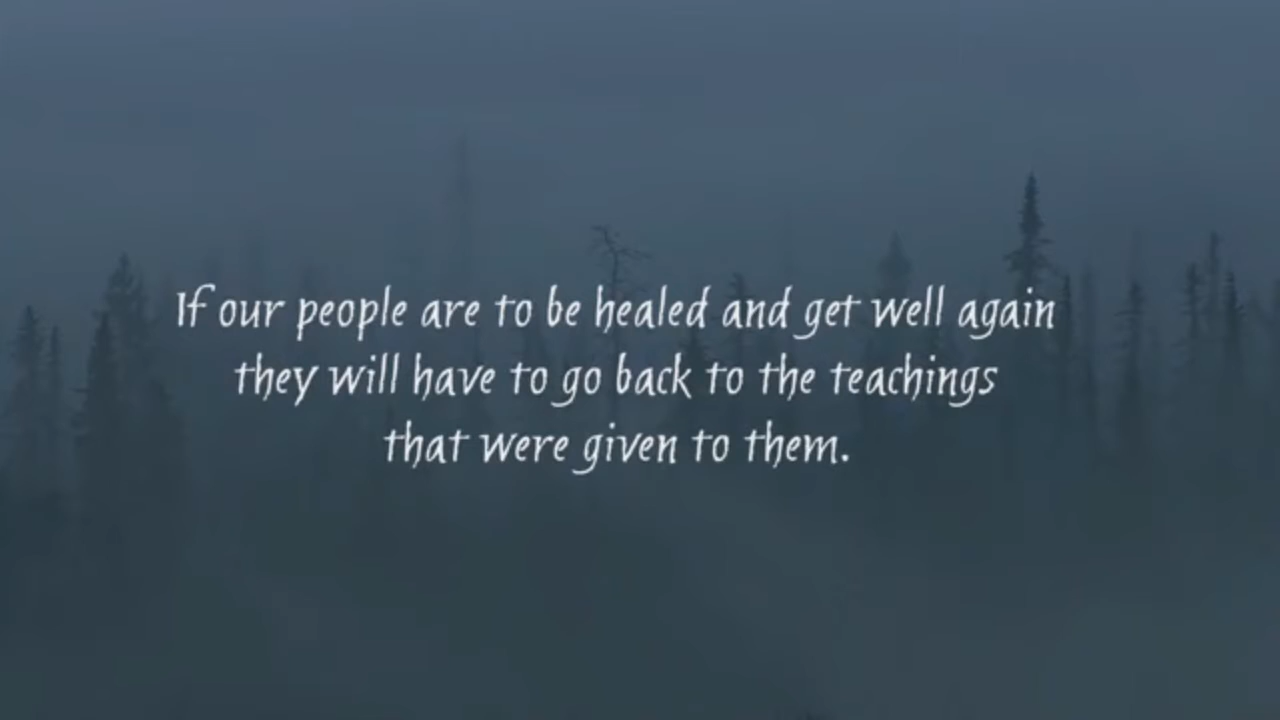 If our people are to be healed and get well again
they will have to go back to the teachings
that were given to them.